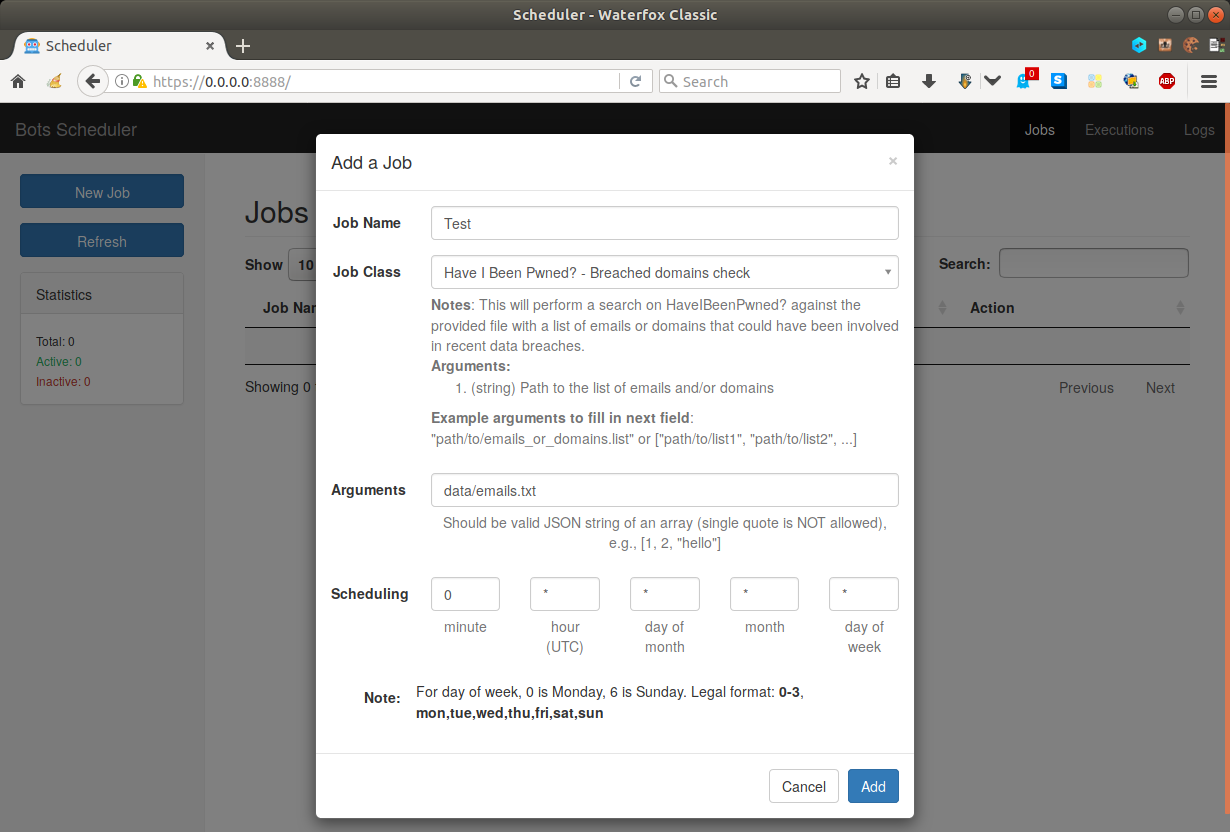 Scheduler - Waterfox Classic
Scheduler
https://0.0.0.0:8888/
Search
0
S
ABP
Bots Scheduler
Jobs
Executions
Logs
New Job
Refresh
Statistics
Total: 0
Active: 0
Inactive: 0
Jobs
Show 10
Search:
Job Nam
Action
Showing 0
Previous
Next
Add a Job
×
Job Name
Test
Job Class
Have I Been Pwned? - Breached domains check
Notes: This will perform a search on HaveIBeenPwned? against the
provided file with a list of emails or domains that could have been involved
in recent data breaches.
Arguments:
1. (string) Path to the list of emails and/or domains
Example arguments to fill in next field:
"path/to/emails_or_domains.list" or ["path/to/list1", "path/to/list2", ...]
Arguments
data/emails.txt
Should be valid JSON string of an array (single quote is NOT allowed),
e.g., [1, 2, "hello"]
Scheduling
0
*
*
*
*
minute
hour
(UTC)
day of
month
month
day of
week
Note:
For day of week, 0 is Monday, 6 is Sunday. Legal format: 0-3,
mon,tue,wed,thu,fri,sat,sun
Cancel
Add